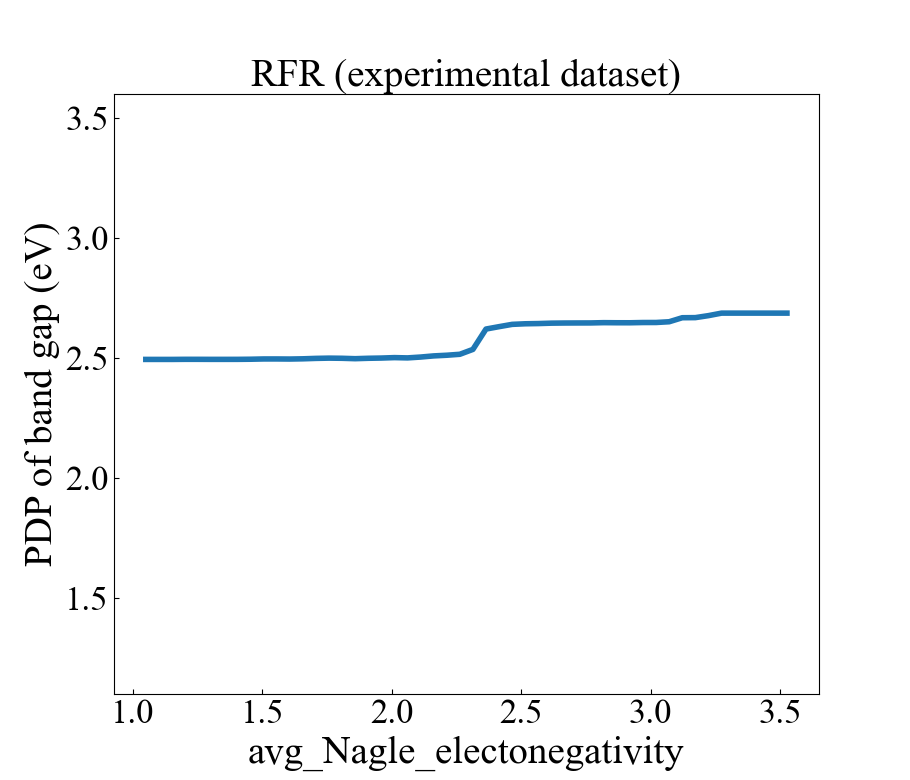 RFR (experimental dataset)
PDP of band gap (eV)
3.5
3.0
2.5
2.0
1.5
1.0 1.5 2.0 2.5 3.0 3.5
avg_Nagle_electonegativity